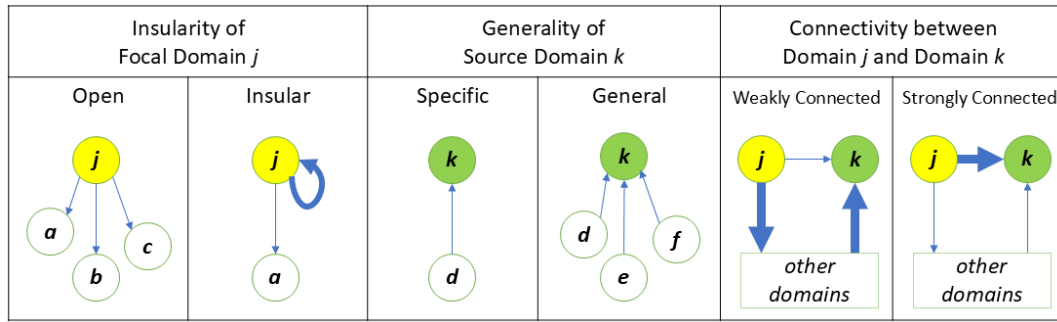 Insularity of
Focal Domain j
Generality of
Source Domain k
Connectivity between
Domain j and Domain k
Open
Insular
Specific
General
Weakly Connected
Strongly Connected
j
a
b
c
j
a
k
d
k
d
e
f
j
k
other
domains
j
k
other
domains